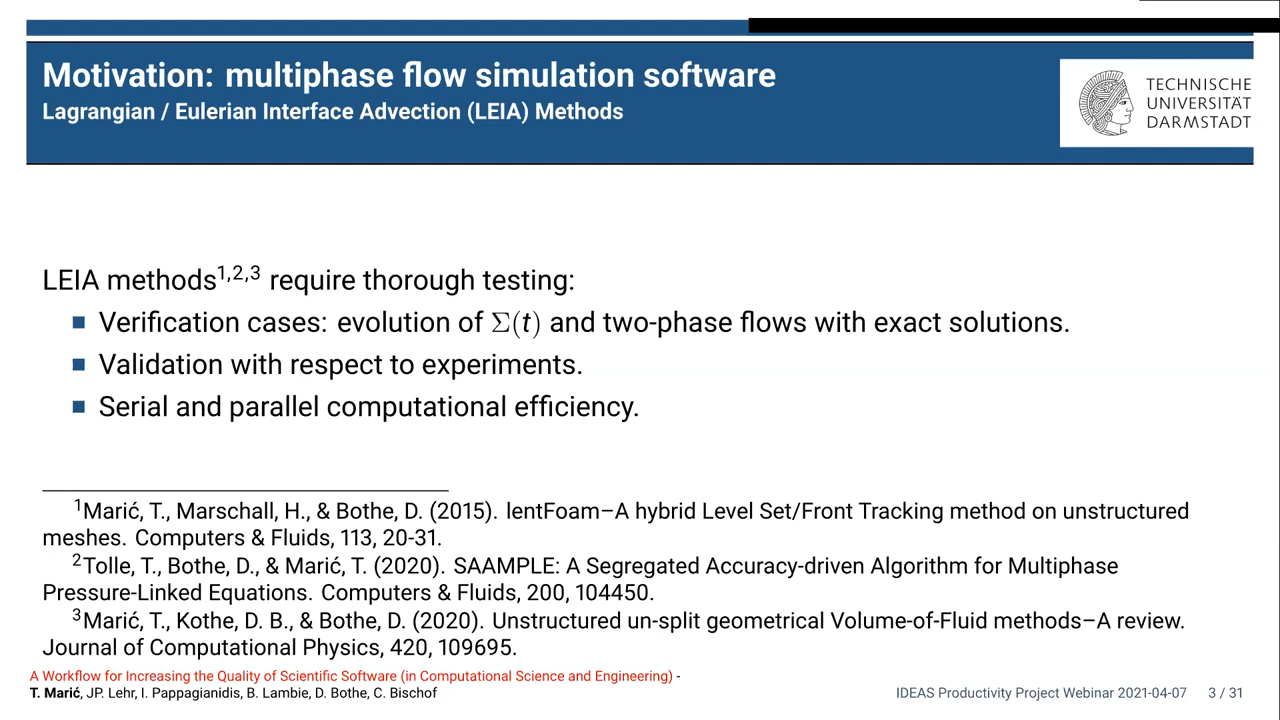 Motivation: multiphase flow simulation software
Lagrangian / Eulerian Interface Advection (LEIA) Methods
TECHNISCHE
UNIVERSITÄT
DARMSTADT
LEIA methods¹,²,³ require thorough testing:
■ Verification cases: evolution of Σ(t) and two-phase flows with exact solutions.
■ Validation with respect to experiments.
■ Serial and parallel computational efficiency.
¹Marić, T., Marschall, H., & Bothe, D. (2015). lentFoam–A hybrid Level Set/Front Tracking method on unstructured
meshes. Computers & Fluids, 113, 20-31.
²Tolle, T., Bothe, D., & Marić, T. (2020). SAAMPLE: A Segregated Accuracy-driven Algorithm for Multiphase
Pressure-Linked Equations. Computers & Fluids, 200, 104450.
³Marić, T., Kothe, D. B., & Bothe, D. (2020). Unstructured un-split geometrical Volume-of-Fluid methods–A review.
Journal of Computational Physics, 420, 109695.
A Workflow for Increasing the Quality of Scientific Software (in Computational Science and Engineering) -
T. Marić, JP. Lehr, I. Pappagianidis, B. Lambie, D. Bothe, C. Bischof
IDEAS Productivity Project Webinar 2021-04-07 3 / 31